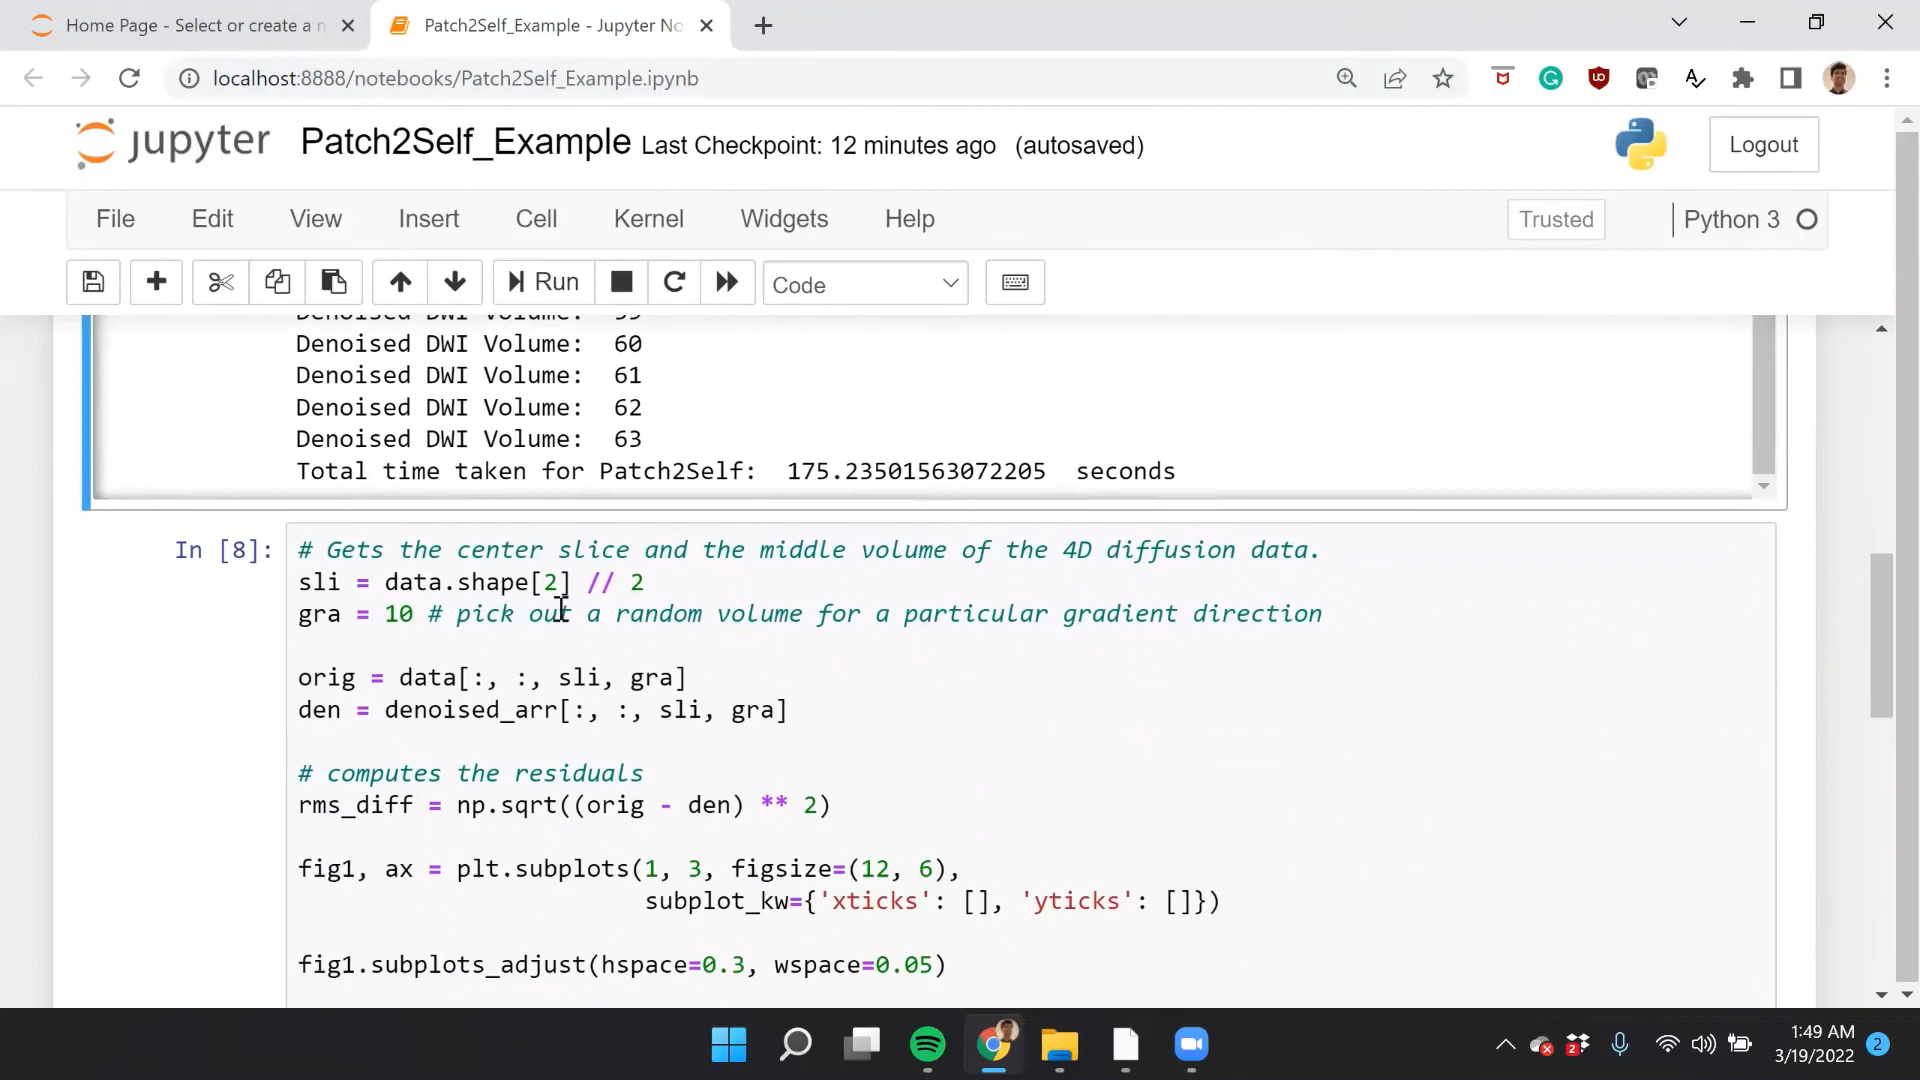 Home Page - Select or create a n
Patch2Self_Example - Jupyter No
localhost:8888/notebooks/Patch2Self_Example.ipynb
jupyter Patch2Self_Example Last Checkpoint: 12 minutes ago (autosaved)
Logout
File Edit View Insert Cell Kernel Widgets Help Trusted Python 3
Run Code
Denoised DWI Volume: 59
Denoised DWI Volume: 60
Denoised DWI Volume: 61
Denoised DWI Volume: 62
Denoised DWI Volume: 63
Total time taken for Patch2Self: 175.23501563072205 seconds
In [8]: # Gets the center slice and the middle volume of the 4D diffusion data.
sli = data.shape[2] // 2
gra = 10 # pick out a random volume for a particular gradient direction
orig = data[:, :, sli, gra]
den = denoised_arr[:, :, sli, gra]
# computes the residuals
rms_diff = np.sqrt((orig - den) ** 2)
fig1, ax = plt.subplots(1, 3, figsize=(12, 6),
subplot_kw={'xticks': [], 'yticks': []})
fig1.subplots_adjust(hspace=0.3, wspace=0.05)
1:49 AM
3/19/2022
2
2